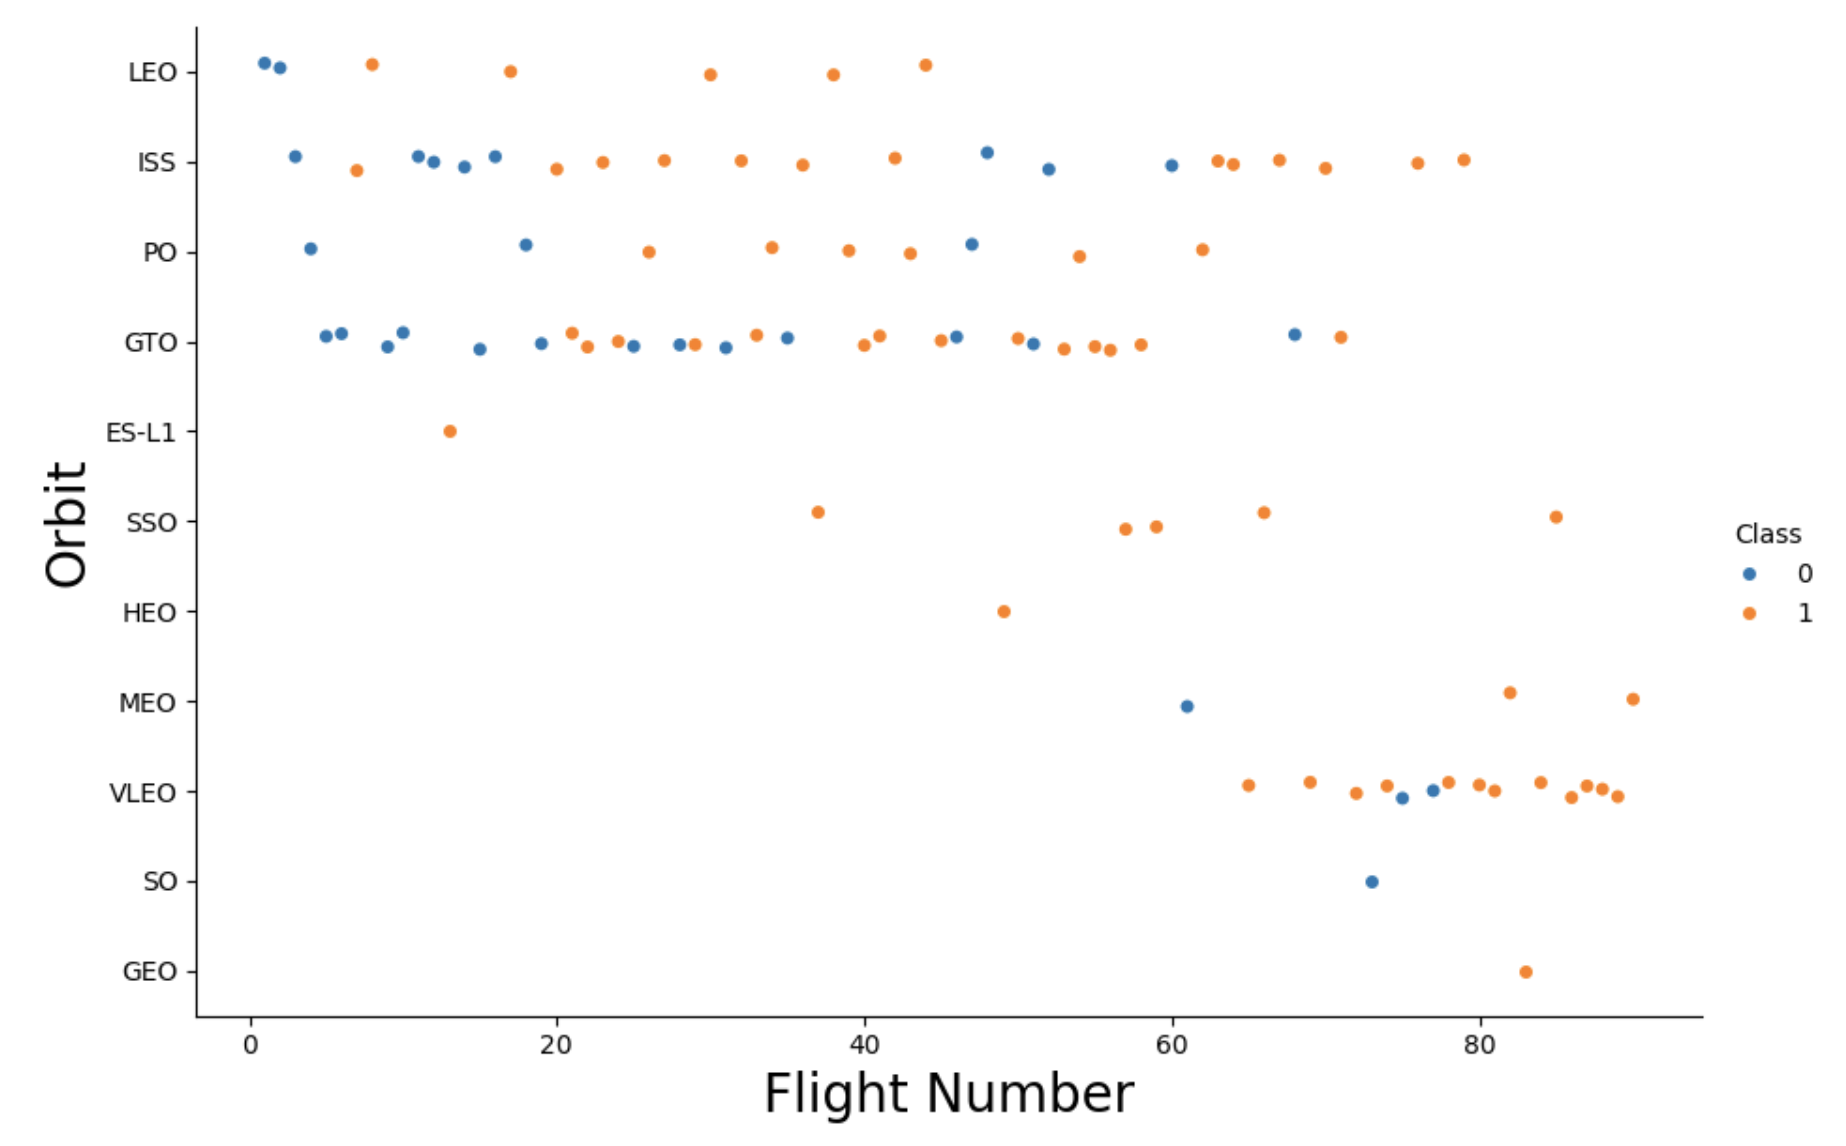 LEO
ISS
PO
GTO
ES-L1
SSO
HEO
MEO
VLEO
SO
GEO
Orbit
0
20
40
60
80
Flight Number
Class
0
1